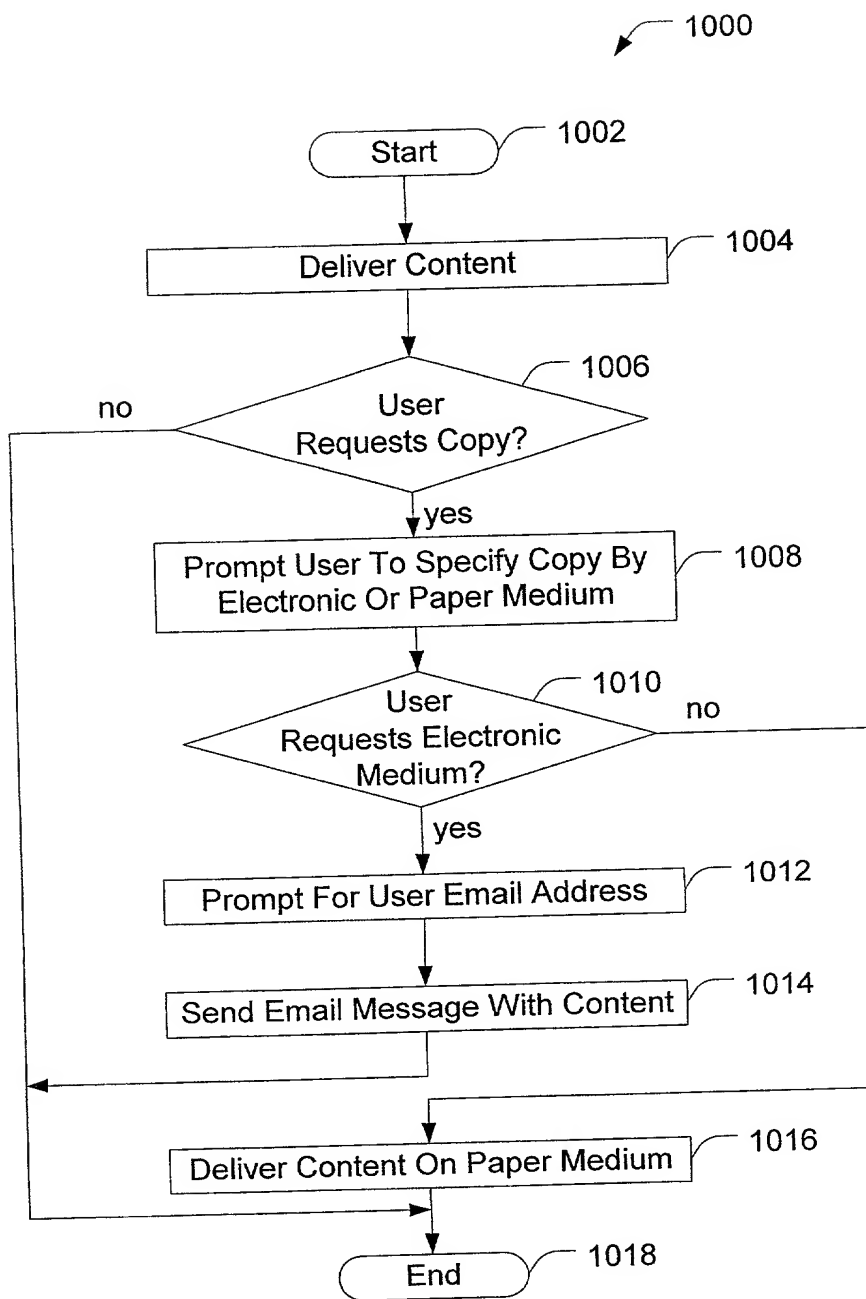 1000
Start
1002
Deliver Content
1004
User
Requests Copy?
1006
no
yes
Prompt User To Specify Copy By
Electronic Or Paper Medium
1008
User
Requests Electronic
Medium?
1010
no
yes
Prompt For User Email Address
1012
Send Email Message With Content
1014
Deliver Content On Paper Medium
1016
End
1018